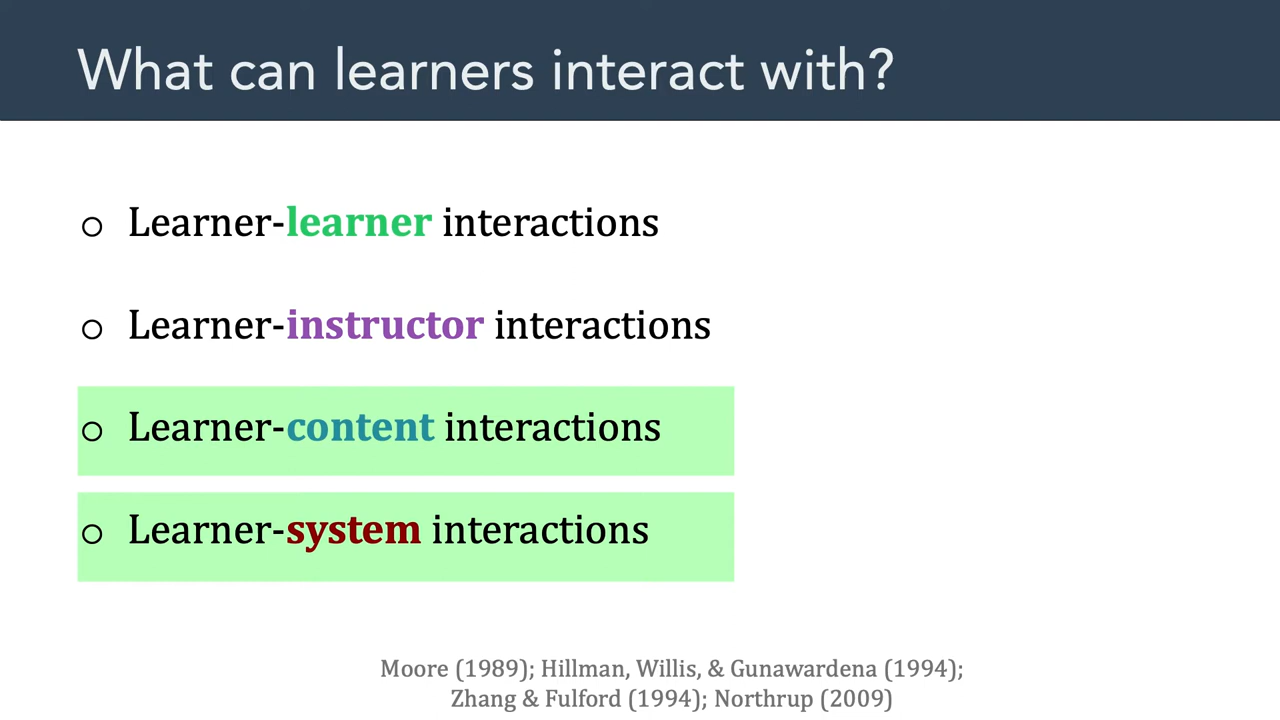 What can learners interact with?
Learner-learner interactions
Learner-instructor interactions
Learner-content interactions
Learner-system interactions
Moore (1989); Hillman, Willis, & Gunawardena (1994);
Zhang & Fulford (1994); Northrup (2009)